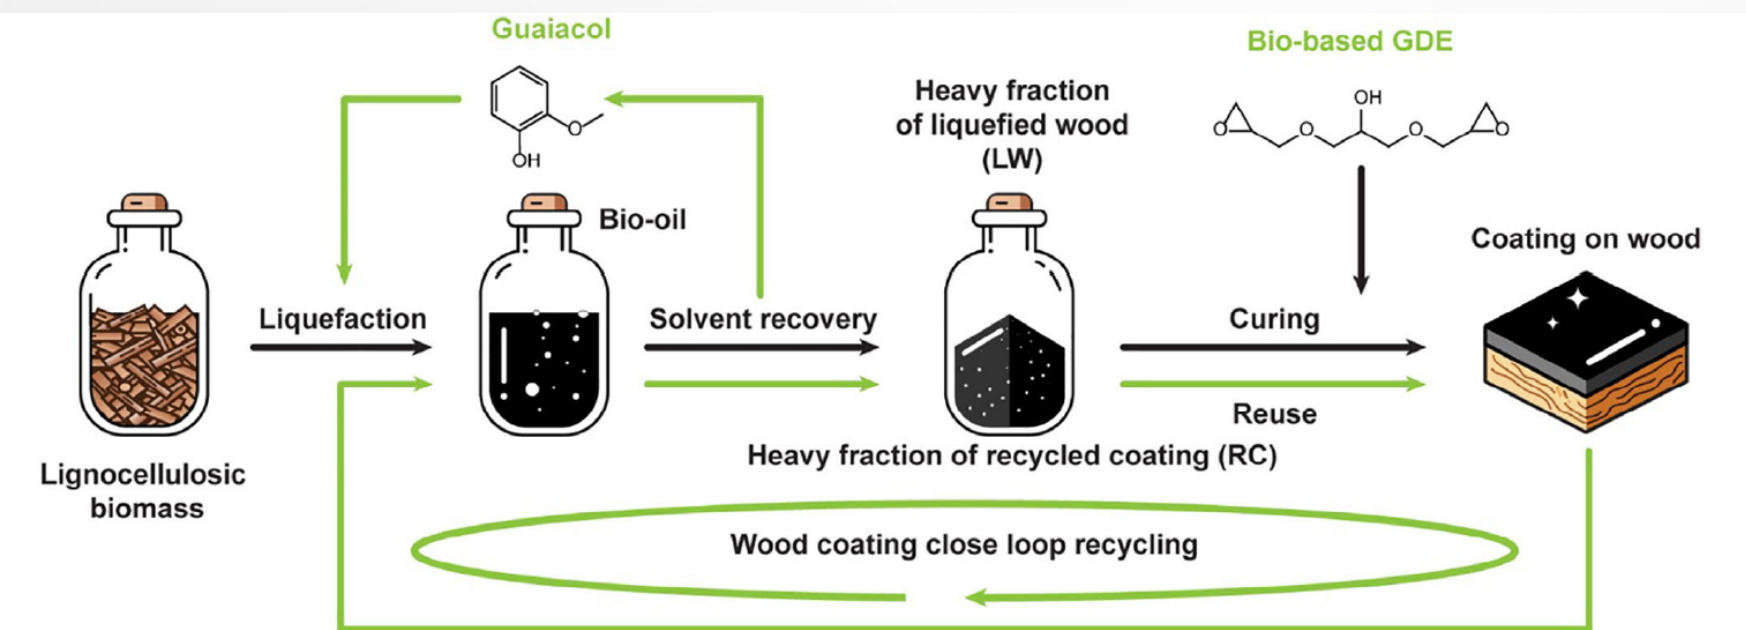 Guaiacol
OH
O
Bio-based GDE
OH
O
O
O
O
Heavy fraction
of liquefied wood
(LW)
Bio-oil
Coating on wood
Liquefaction
Solvent recovery
Curing
Reuse
Heavy fraction of recycled coating (RC)
Lignocellulosic
biomass
Wood coating close loop recycling